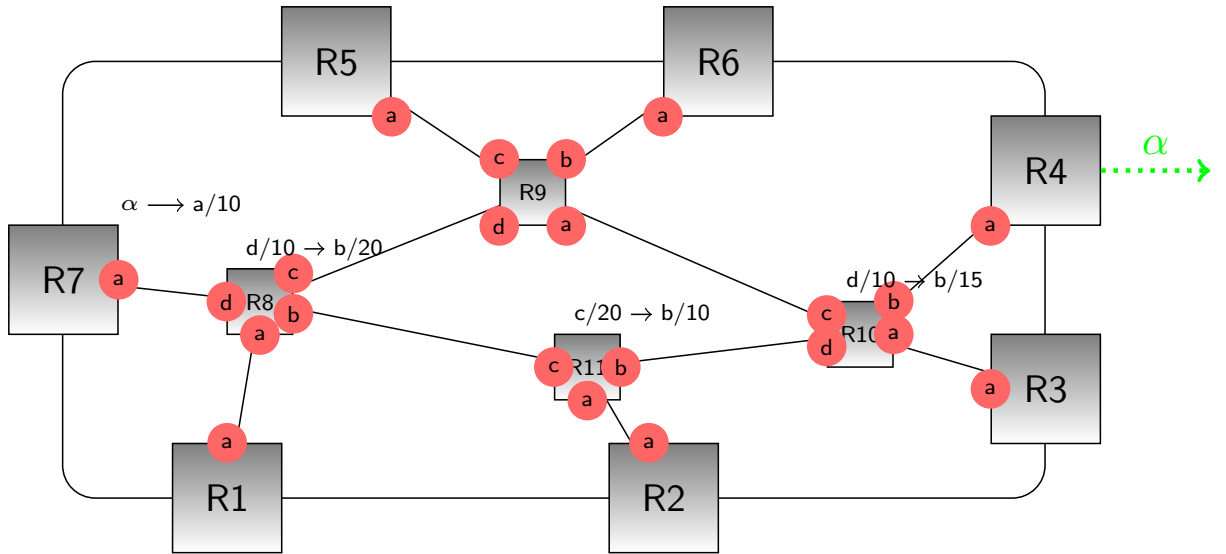 R5
R6
a
a
R4
α
c
b
R9
α ⟶ a/10
d
a
a
d/10 → b/20
R7
a
c
d/10 → b/15
d
R8
b
b
c
c/20 → b/10
a
R10
a
d
c
R11
b
a
a
R3
a
a
R1
R2